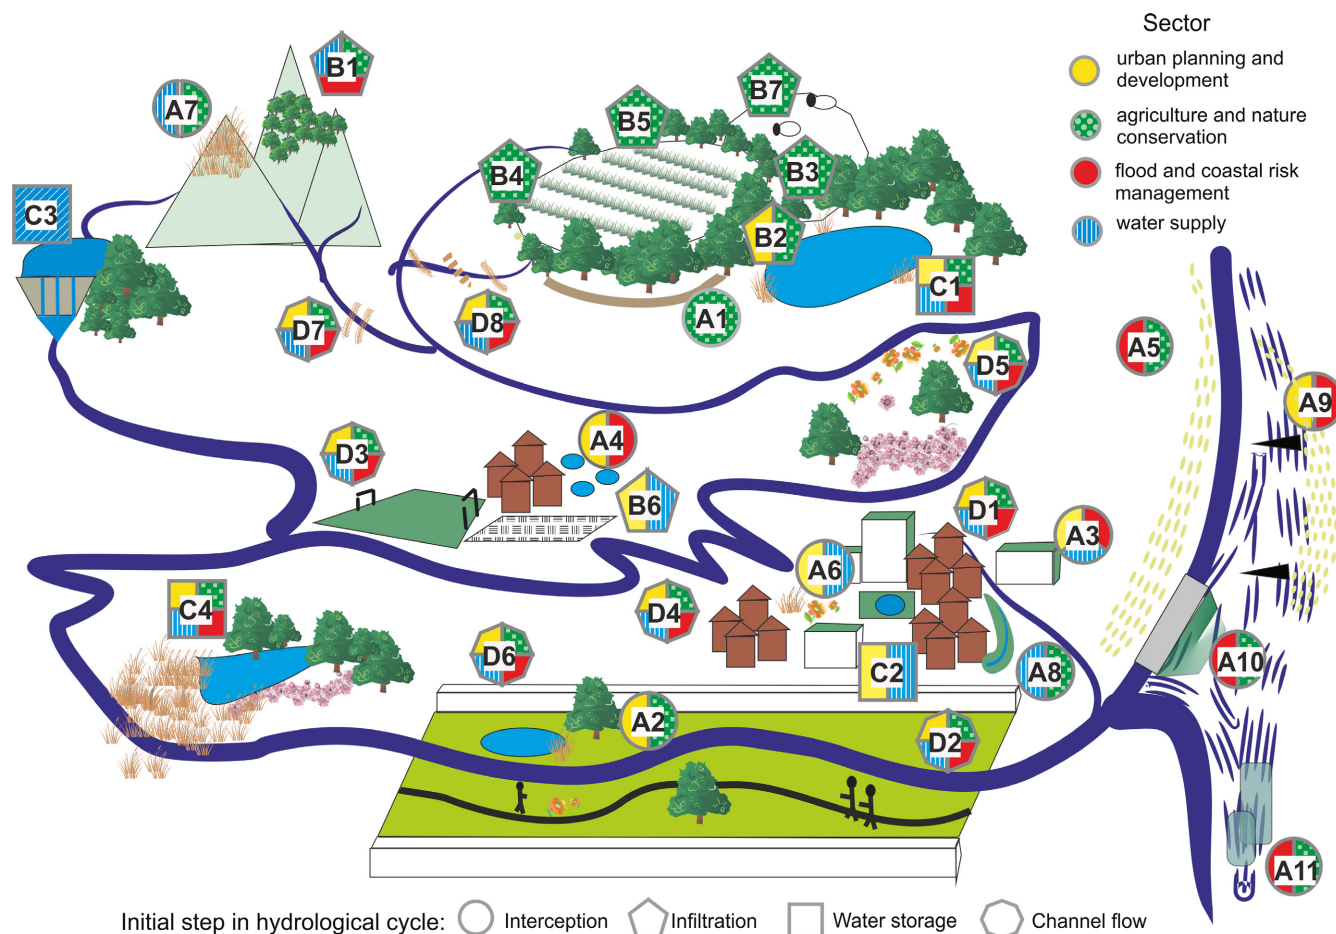 Sector
urban planning and
development
agriculture and nature
conservation
flood and coastal risk
management
water supply
B1
A7
B7
B5
B4
B3
C3
B2
C1
D7
D8
A1
A5
D5
A9
A4
D3
B6
D1
A3
A6
C4
D4
D6
C2
A8
A10
A2
D2
A11
Initial step in hydrological cycle: Interception Infiltration Water storage Channel flow